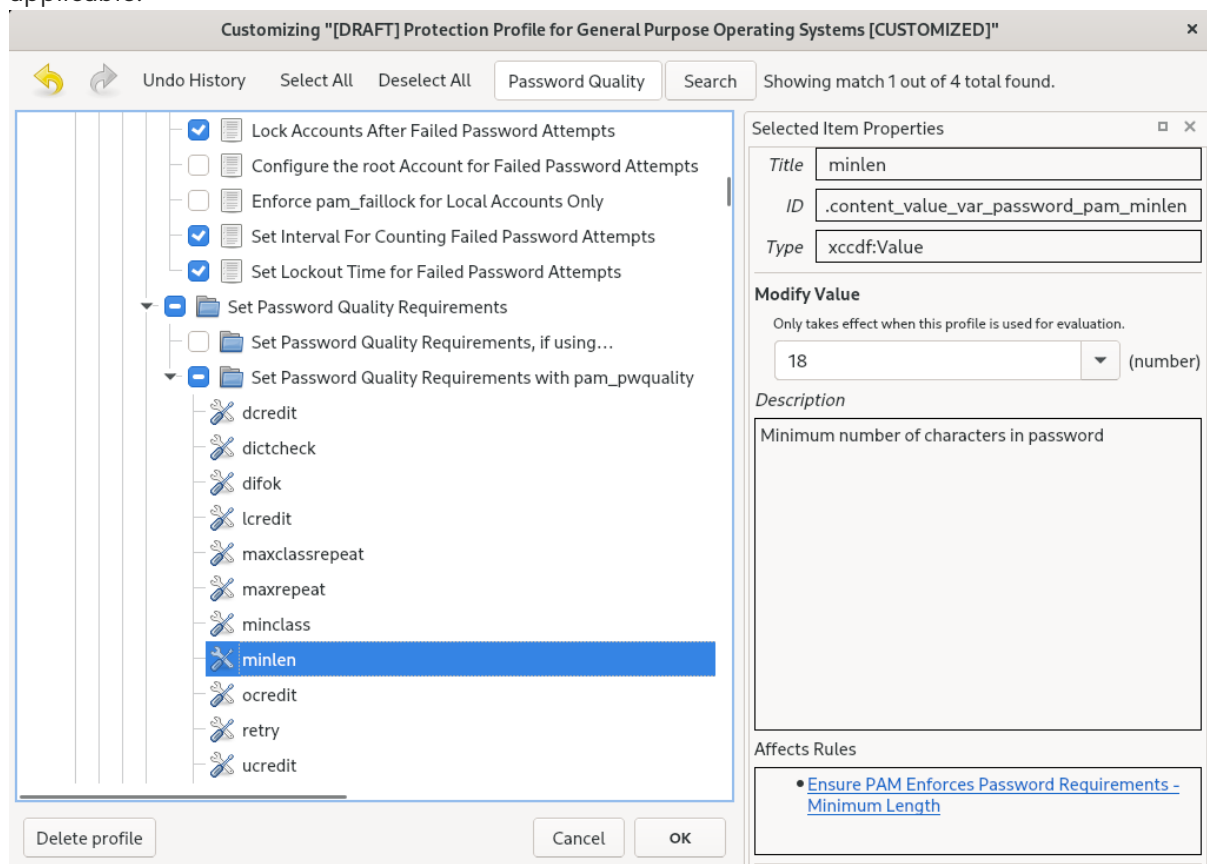 applicable.
Customizing "[DRAFT] Protection Profile for General Purpose Operating Systems [CUSTOMIZED]"
Undo History Select All Deselect All Password Quality Search Showing match 1 out of 4 total found.
Lock Accounts After Failed Password Attempts
Configure the root Account for Failed Password Attempts
Enforce pam_faillock for Local Accounts Only
Set Interval For Counting Failed Password Attempts
Set Lockout Time for Failed Password Attempts
Set Password Quality Requirements
Set Password Quality Requirements, if using...
Set Password Quality Requirements with pam_pwquality
dcredit
dictcheck
difok
lcredit
maxclassrepeat
maxrepeat
minclass
minlen
ocredit
retry
ucredit
Delete profile Cancel OK
Selected Item Properties
Title minlen
ID .content_value_var_password_pam_minlen
Type xccdf:Value
Modify Value
Only takes effect when this profile is used for evaluation.
18 (number)
Description
Minimum number of characters in password
Affects Rules
Ensure PAM Enforces Password Requirements -
Minimum Length